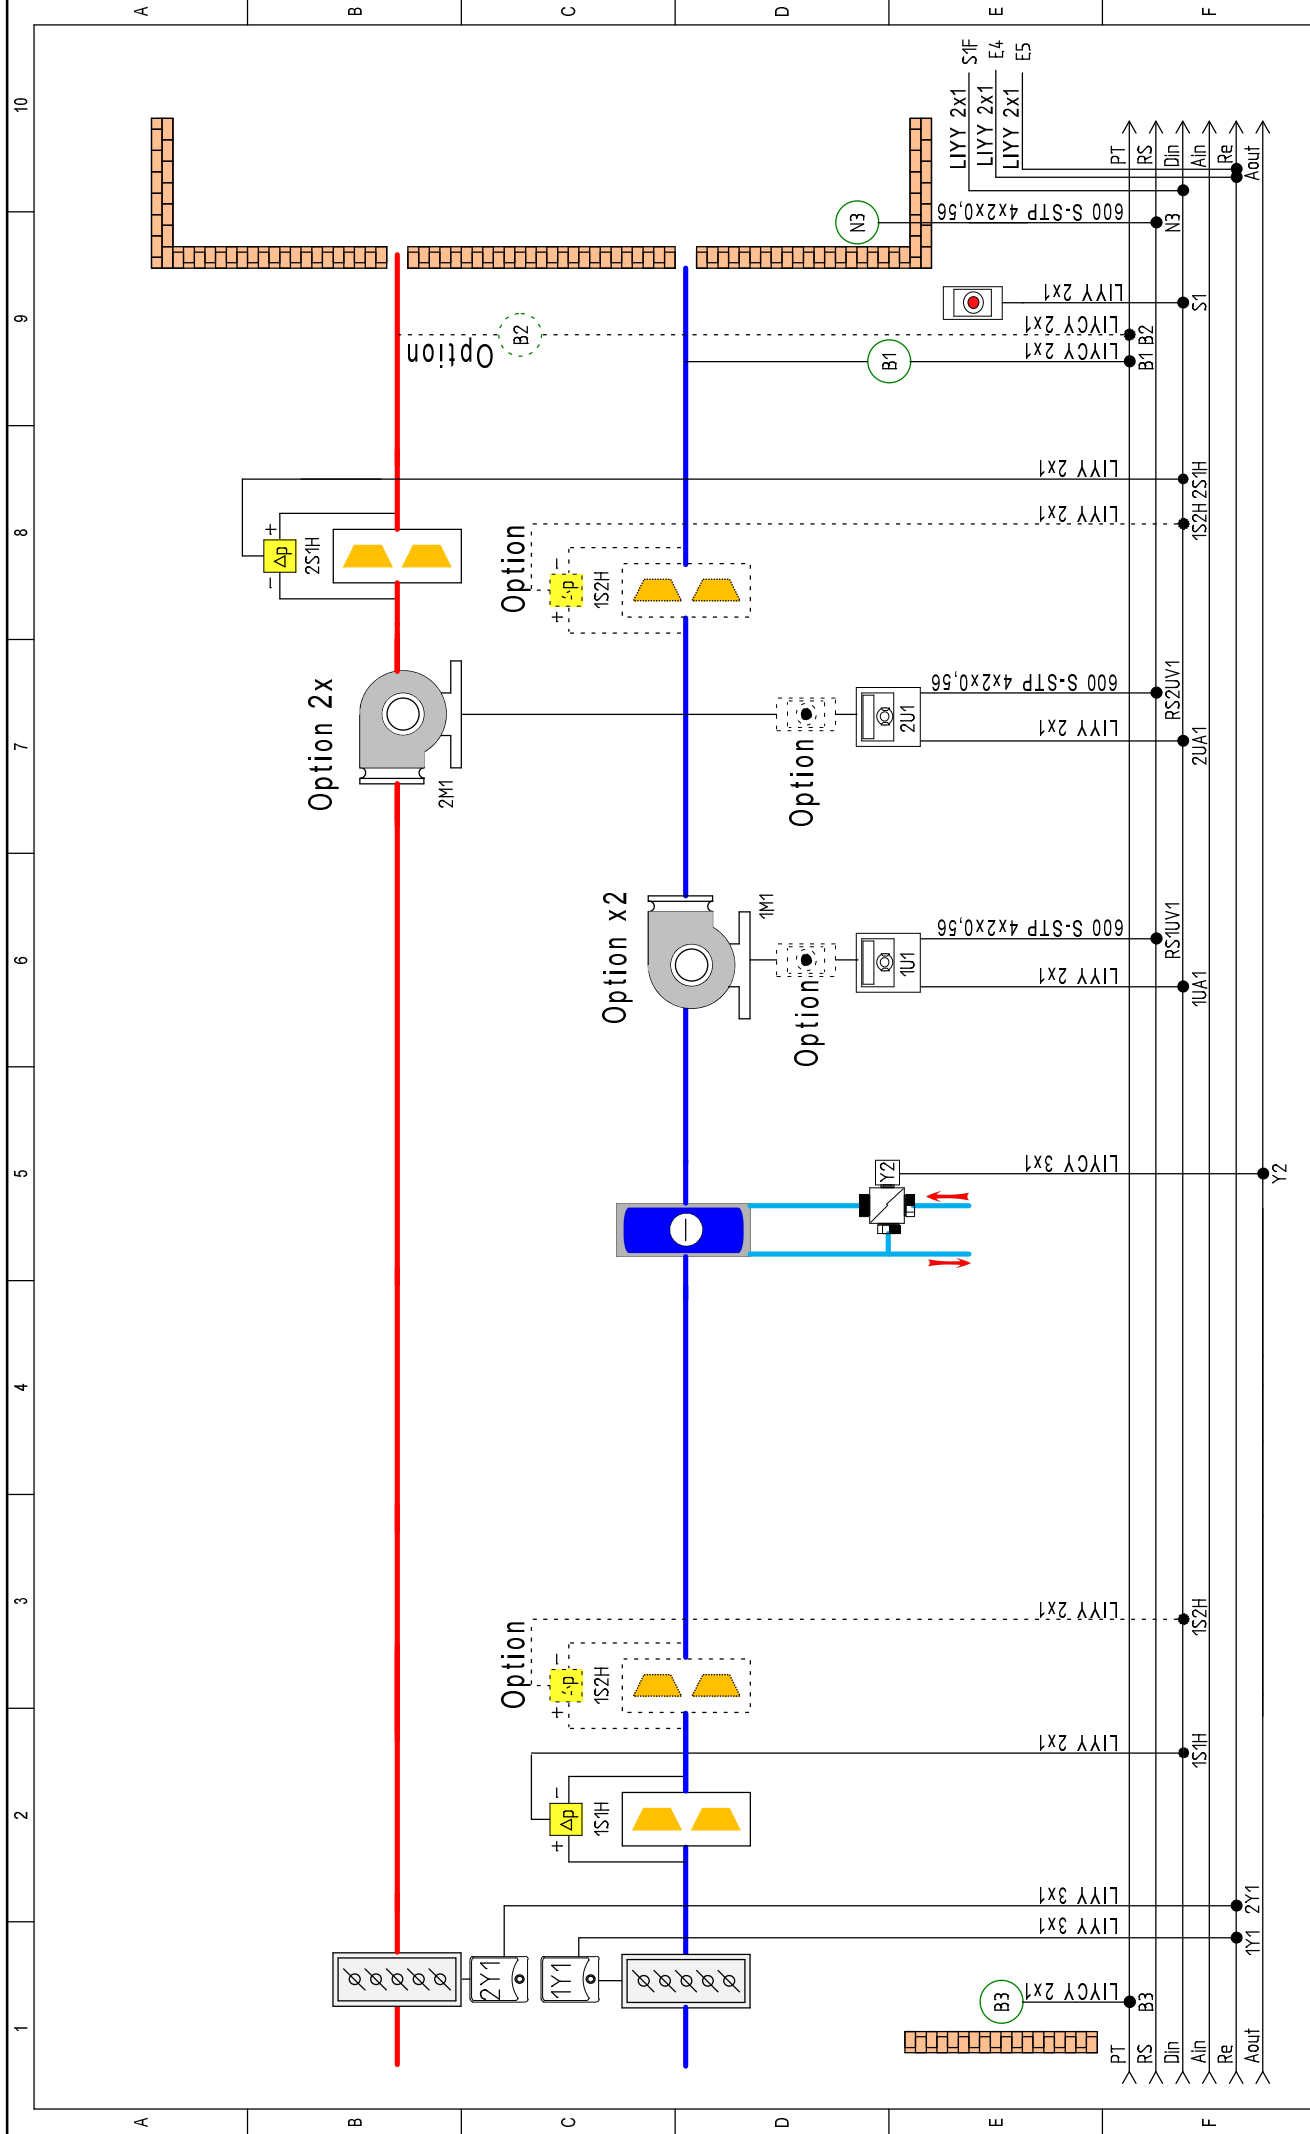 A
B
C
D
E
F
10
9
8
7
6
5
4
3
2
1
LIYY 2x1 S1F
LIYY 2x1 E4
LIYY 2x1 E5
PT
RS
Din
Ain
Re
Aout
N3
600 S-STP 4x2x0,56
N3
LIYY 2x1
S1
B2
Option
LIYCY 2x1
B2
B1
LIYCY 2x1
B1
LIYY 2x1
2S1H
- Δp +
2S1H
Option
+ Δp -
1S2H
LIYY 2x1
1S2H
Option 2x
2M1
Option
2U1
600 S-STP 4x2x0,56
RS2UV1
LIYY 2x1
2UA1
Option x2
1M1
Option
1U1
600 S-STP 4x2x0,56
RS1UV1
LIYY 2x1
1UA1
Y2
LIYCY 3x1
Y2
Option
+ Δp -
1S2H
LIYY 2x1
1S2H
+ Δp -
1S1H
LIYY 2x1
1S1H
2Y1
LIYY 3x1
2Y1
1Y1
LIYY 3x1
1Y1
B3
LIYCY 2x1
B3
PT
RS
Din
Ain
Re
Aout
A
B
C
D
E
F